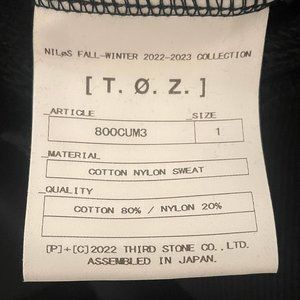 NILøS FALL-WINTER 2022-2023 COLLECTION
[ T. Ø. Z. ]
ARTICLE SIZE
800CUM3 1
MATERIAL
COTTON NYLON SWEAT
QUALITY
COTTON 80% / NYLON 20%
[P]+[C]2022 THIRD STONE CO.,LTD.
ASSEMBLED IN JAPAN.